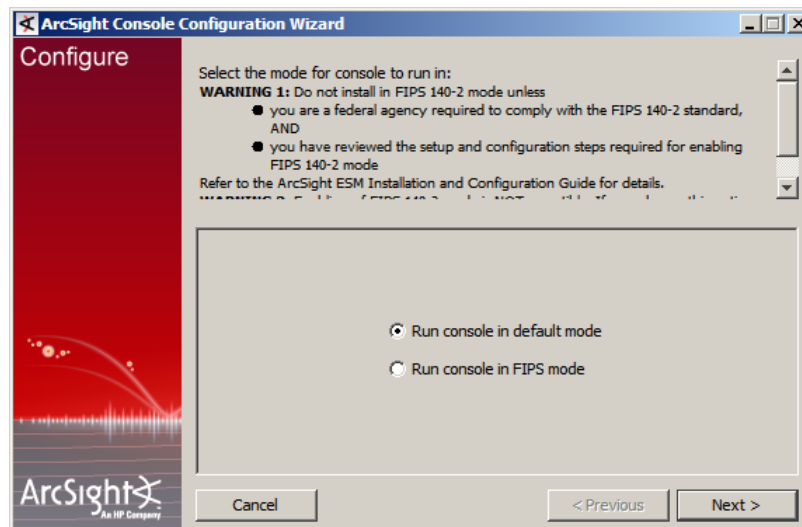 ArcSight Console Configuration Wizard
Configure
Select the mode for console to run in:
WARNING 1: Do not install in FIPS 140-2 mode unless
you are a federal agency required to comply with the FIPS 140-2 standard,
AND
you have reviewed the setup and configuration steps required for enabling
FIPS 140-2 mode
Refer to the ArcSight ESM Installation and Configuration Guide for details.
Run console in default mode
Run console in FIPS mode
ArcSight
An HP Company
Cancel
< Previous
Next >